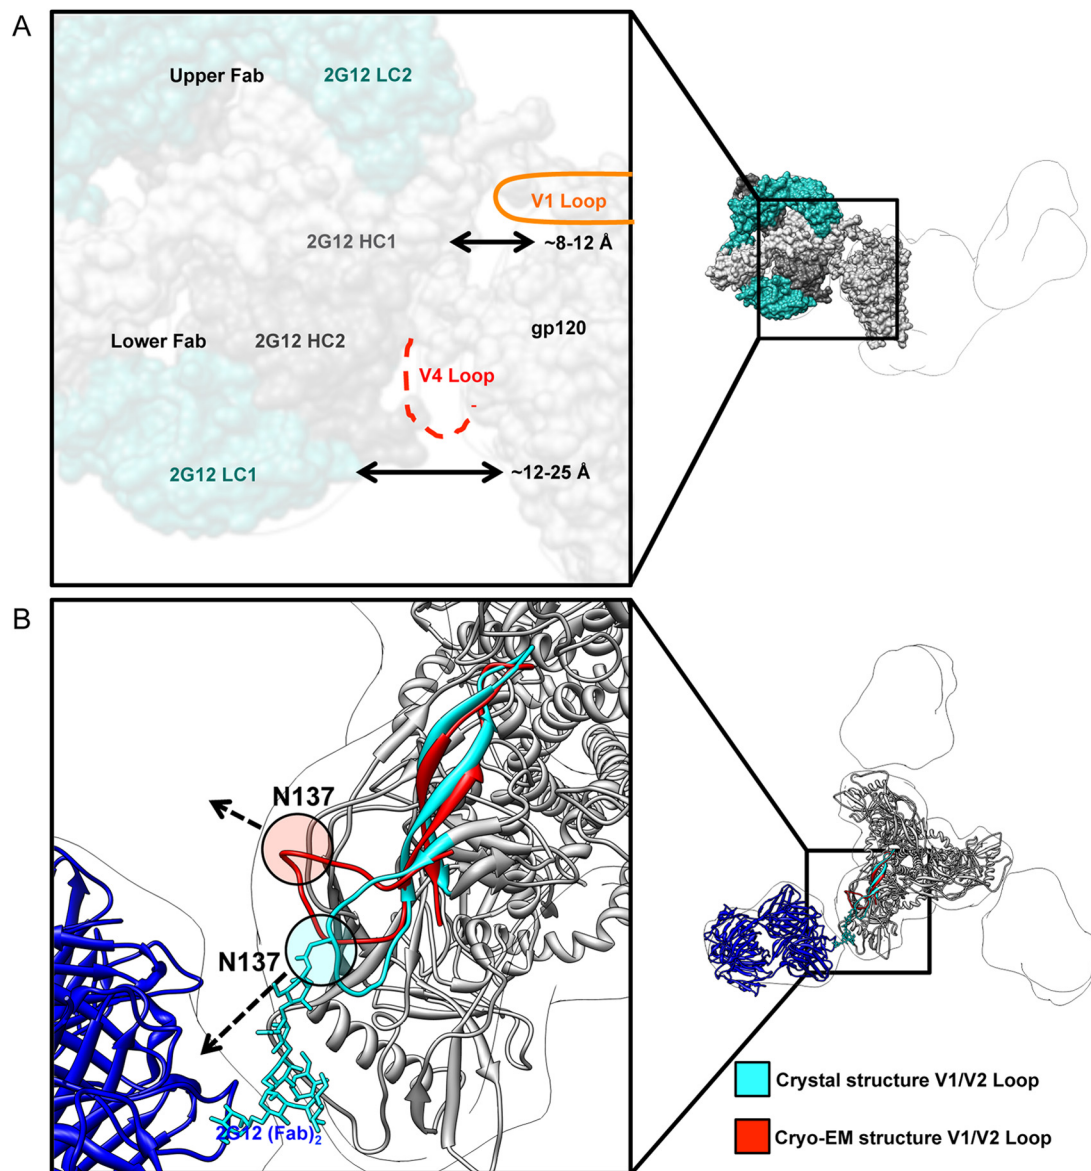 A
Upper Fab
2G12 LC2
V1 Loop
2G12 HC1
~8-12 Å
gp120
Lower Fab
2G12 HC2
V4 Loop
2G12 LC1
~12-25 Å
B
N137
N137
2G12 (Fab)2
Crystal structure V1/V2 Loop
Cryo-EM structure V1/V2 Loop